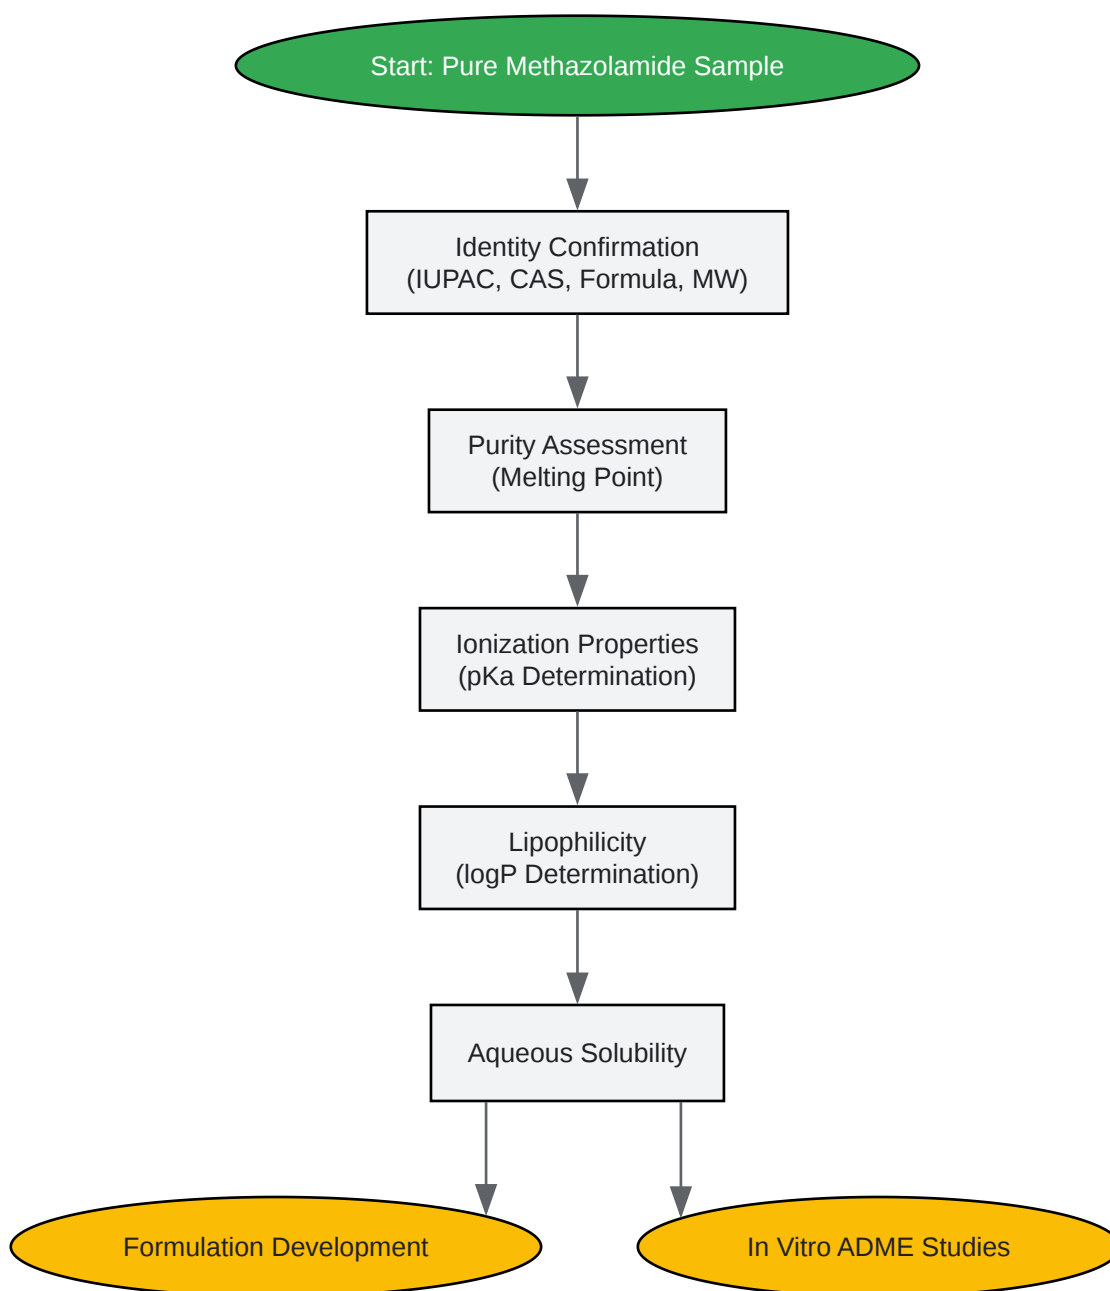 Start: Pure Methazolamide Sample
Identity Confirmation
(IUPAC, CAS, Formula, MW)
Purity Assessment
(Melting Point)
Ionization Properties
(pKa Determination)
Lipophilicity
(logP Determination)
Aqueous Solubility
Formulation Development
In Vitro ADME Studies